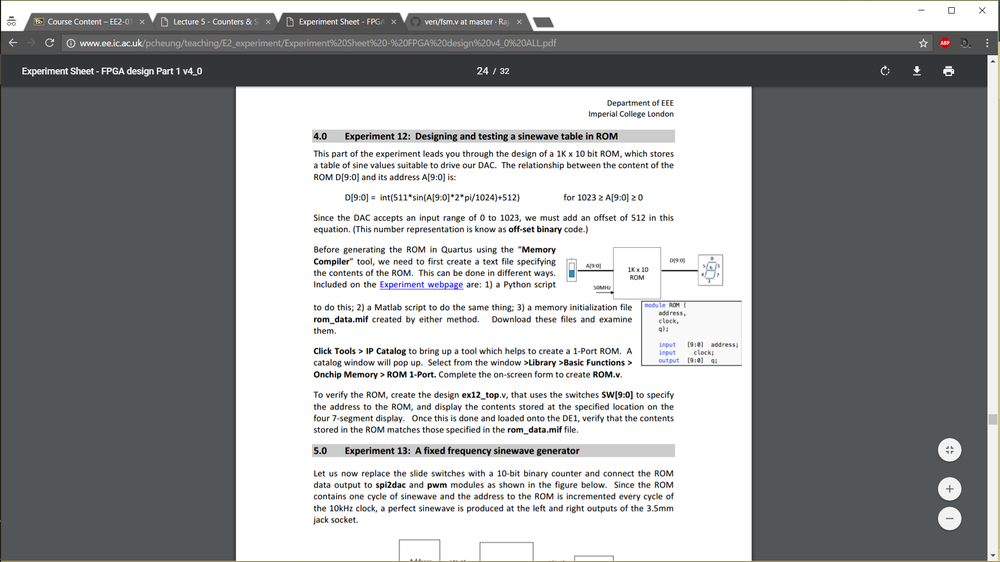 Course Content – EE2-01
Lecture 5 - Counters & S
Experiment Sheet - FPGA
veri/fsm.v at master · Raj
www.ee.ic.ac.uk/pcheung/teaching/E2_experiment/Experiment%20Sheet%20-%20FPGA%20design%20v4_0%20ALL.pdf
ABP
D.
Experiment Sheet - FPGA design Part 1 v4_0
24 / 32
Department of EEE
Imperial College London
4.0 Experiment 12: Designing and testing a sinewave table in ROM
This part of the experiment leads you through the design of a 1K x 10 bit ROM, which stores
a table of sine values suitable to drive our DAC. The relationship between the content of the
ROM D[9:0] and its address A[9:0] is:
D[9:0] = int(511*sin(A[9:0]*2*pi/1024)+512) for 1023 ≥ A[9:0] ≥ 0
Since the DAC accepts an input range of 0 to 1023, we must add an offset of 512 in this
equation. (This number representation is know as off-set binary code.)
Before generating the ROM in Quartus using the “Memory
Compiler” tool, we need to first create a text file specifying
the contents of the ROM. This can be done in different ways.
Included on the Experiment webpage are: 1) a Python script
A[9:0]
50MHz
1K x 10
ROM
D[9:0]
0
5 6 1
4 2
3
to do this; 2) a Matlab script to do the same thing; 3) a memory initialization file
rom_data.mif created by either method. Download these files and examine
them.
module ROM (
address,
clock,
q);
input [9:0] address;
input clock;
output [9:0] q;
Click Tools > IP Catalog to bring up a tool which helps to create a 1-Port ROM. A
catalog window will pop up. Select from the window >Library >Basic Functions >
Onchip Memory > ROM 1-Port. Complete the on-screen form to create ROM.v.
To verify the ROM, create the design ex12_top.v, that uses the switches SW[9:0] to specify
the address to the ROM, and display the contents stored at the specified location on the
four 7-segment display. Once this is done and loaded onto the DE1, verify that the contents
stored in the ROM matches those specified in the rom_data.mif file.
5.0 Experiment 13: A fixed frequency sinewave generator
Let us now replace the slide switches with a 10-bit binary counter and connect the ROM
data output to spi2dac and pwm modules as shown in the figure below. Since the ROM
contains one cycle of sinewave and the address to the ROM is incremented every cycle of
the 10kHz clock, a perfect sinewave is produced at the left and right outputs of the 3.5mm
jack socket.